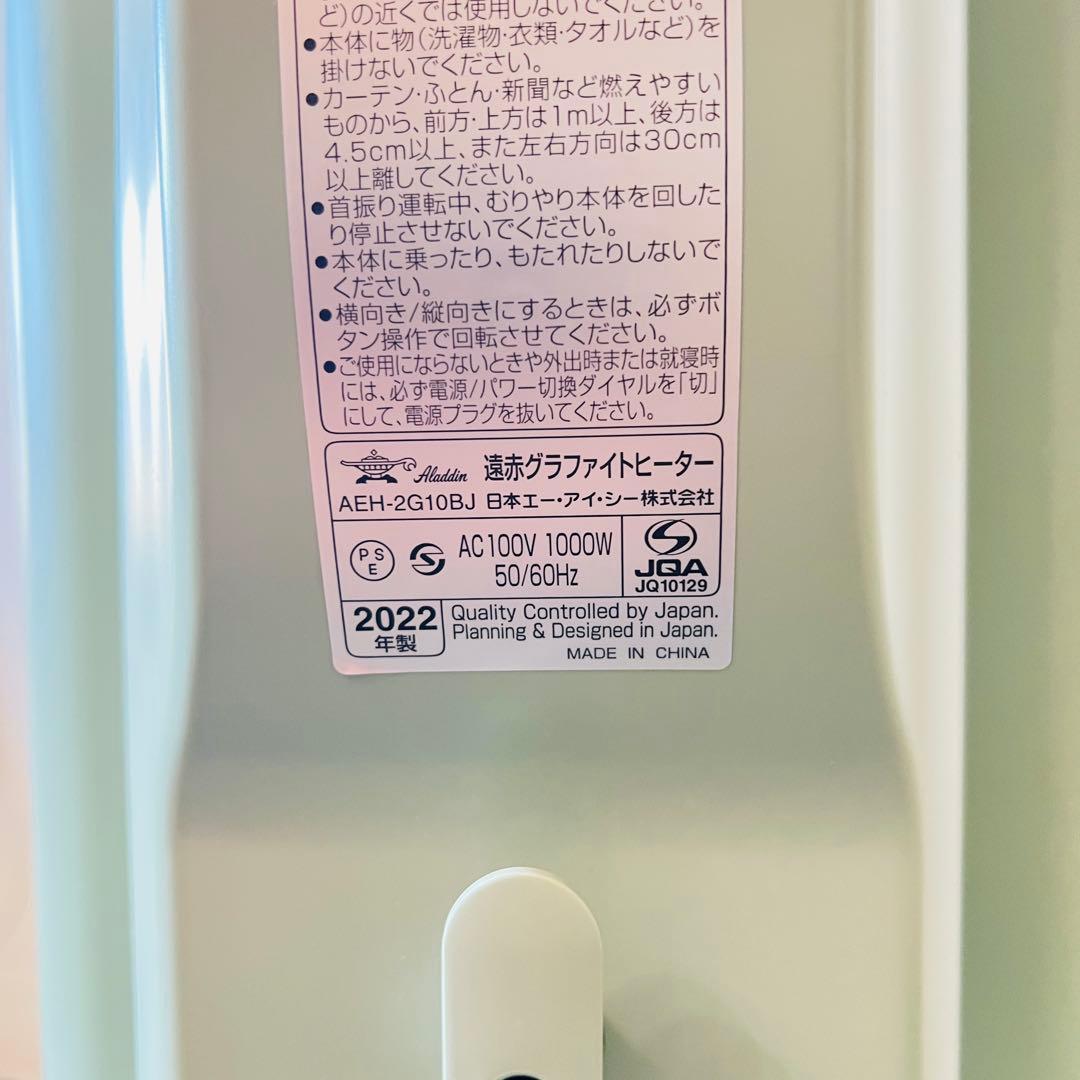 ど)の近くでは使用しないでください。
●本体に物(洗濯物・衣類・タオルなど)を
掛けないでください。
●カーテン・ふとん・新聞など燃えやすい
ものから、前方・上方は1m以上、後方は
4.5cm以上、また左右方向は30cm
以上離してください。
●首振り運転中、むりやり本体を回した
り停止させないでください。
●本体に乗ったり、もたれたりしないで
ください。
●横向き/縦向きにするときは、必ずボ
タン操作で回転させてください。
●ご使用にならないときや外出時または就寝時
には、必ず電源/パワー切換ダイヤルを「切」
にして、電源プラグを抜いてください。
Aladdin 遠赤グラファイトヒーター
AEH-2G10BJ 日本エー・アイ・シー株式会社
PSE AC100V 1000W
50/60Hz
JQA
JQ10129
2022
年製
Quality Controlled by Japan.
Planning & Designed in Japan.
MADE IN CHINA